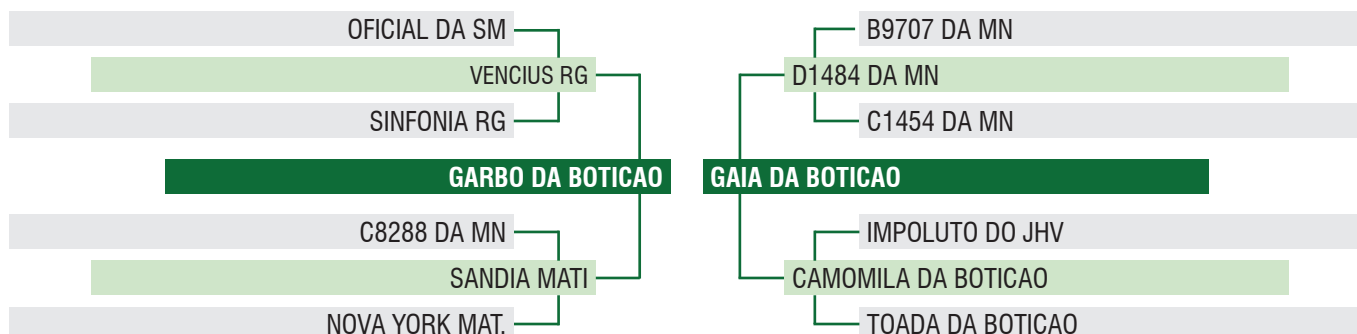 OFICIAL DA SM
VENCIUS RG
SINFONIA RG
GARBO DA BOTICAO
C8288 DA MN
SANDIA MATI
NOVA YORK MAT.
B9707 DA MN
D1484 DA MN
C1454 DA MN
GAIA DA BOTICAO
IMPOLUTO DO JHV
CAMOMILA DA BOTICAO
TOADA DA BOTICAO